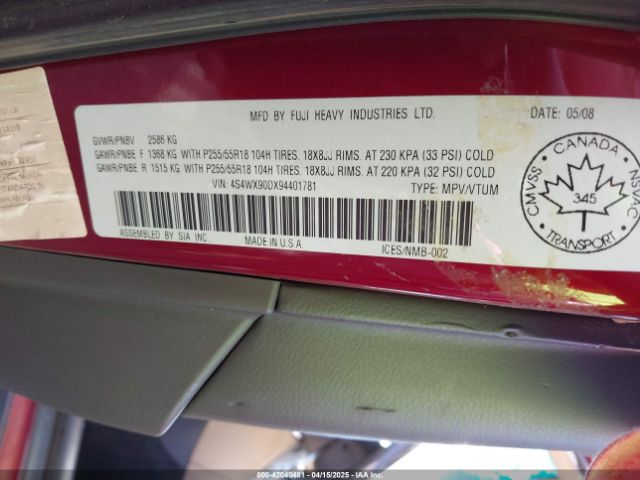 MFD BY FUJI HEAVY INDUSTRIES LTD.
DATE: 05/08
GVWR/PNBV 2586 KG
GAWR/PNBE F 1368 KG WITH P255/55R18 104H TIRES. 18X8JJ RIMS. AT 230 KPA (33 PSI) COLD
GAWR/PNBE R 1515 KG WITH P255/55R18 104H TIRES. 18X8JJ RIMS. AT 220 KPA (32 PSI) COLD
VIN: 4S4WX90DX94401781
TYPE: MPV/VTUM
ASSEMBLED BY SIA INC
MADE IN U.S.A
ICES/NMB-002
CANADA
CMVSS
NSVAC
345
TRANSPORT
000-42040481 - 04/15/2025 - IAAI.COM